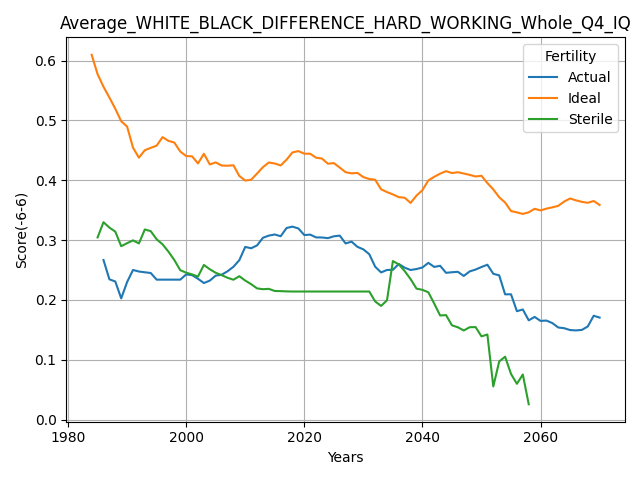 Average_WHITE_BLACK_DIFFERENCE_HARD_WORKING_Whole_Q4_IQ
Score(-6-6)
0.6
0.5
0.4
0.3
0.2
0.1
0.0
Fertility
Actual
Ideal
Sterile
1980
2000
2020
2040
2060
Years